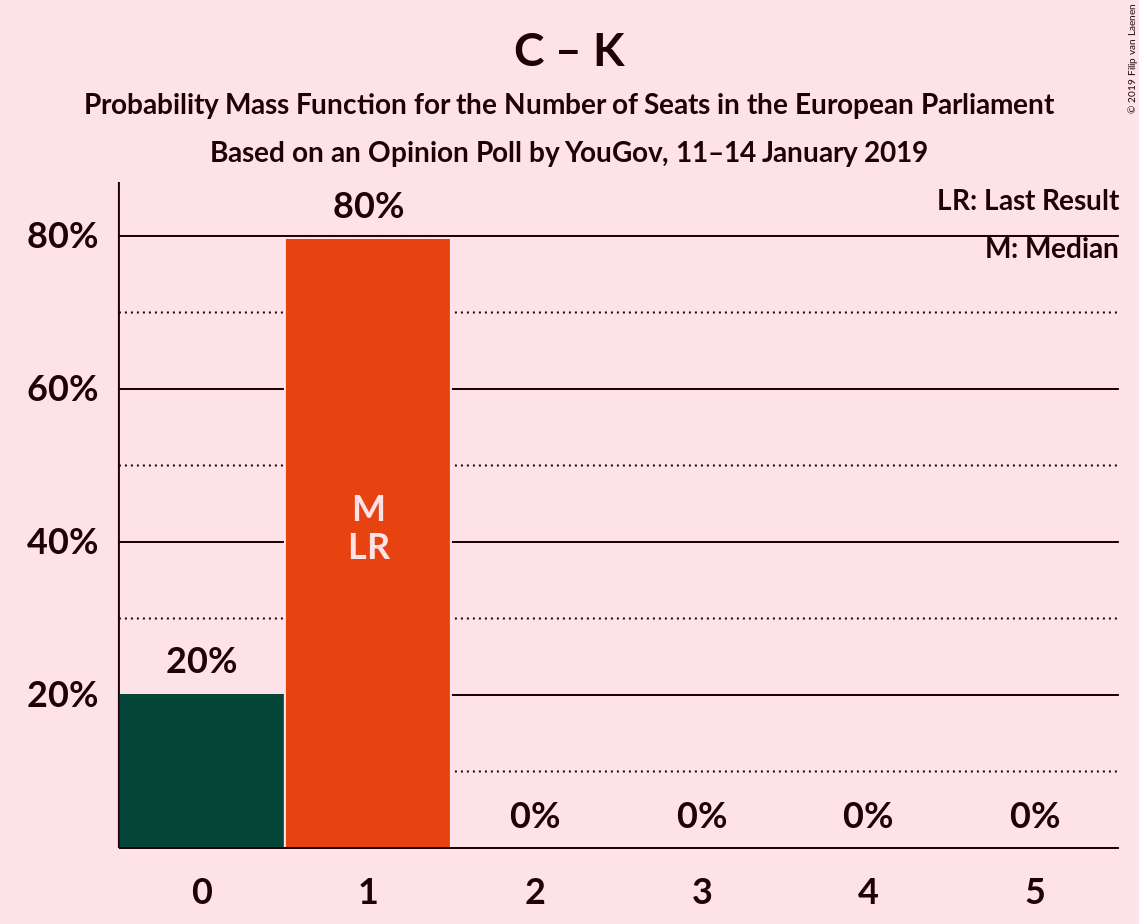 C – K
Probability Mass Function for the Number of Seats in the European Parliament
Based on an Opinion Poll by YouGov, 11–14 January 2019
© 2019 Filip van Laenen
LR: Last Result
M: Median
80%
60%
40%
20%
20%
80%
M
LR
0%
0%
0%
0%
0
1
2
3
4
5